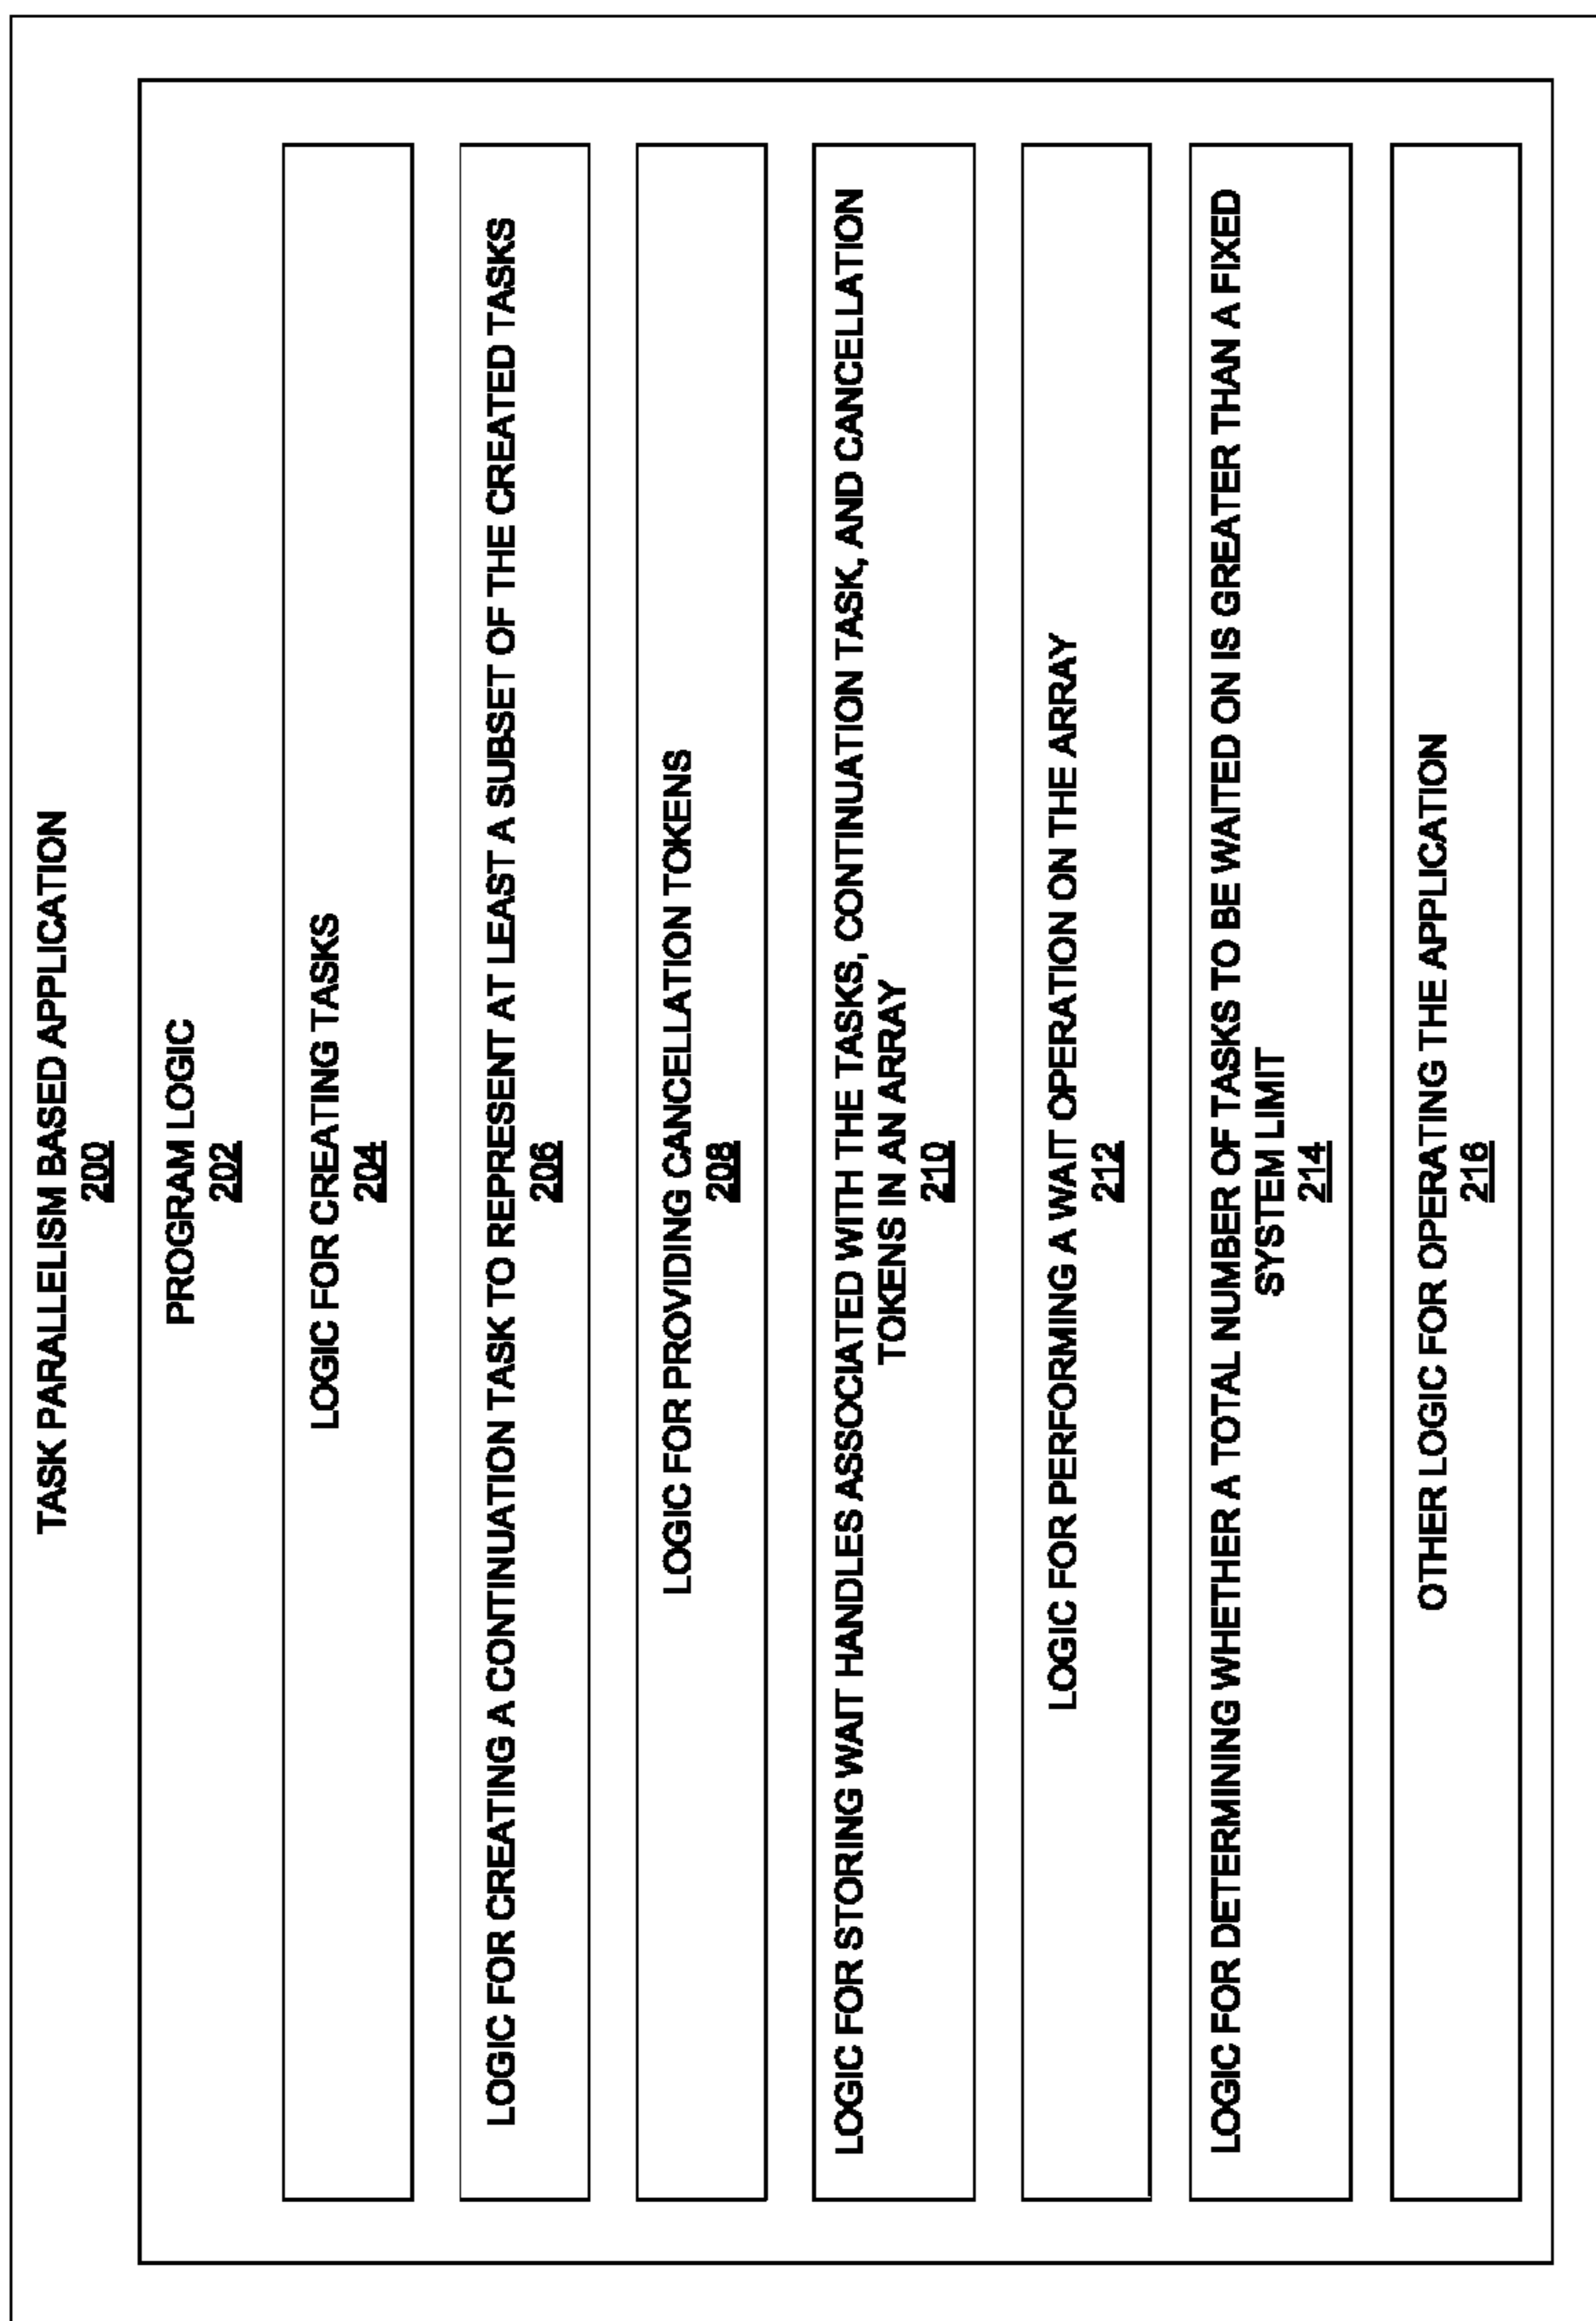 TASK PARALLELISM BASED APPLICATION
200
PROGRAM LOGIC
202
LOGIC FOR CREATING TASKS
204
LOGIC FOR CREATING A CONTINUATION TASK TO REPRESENT AT LEAST A SUBSET OF THE CREATED TASKS
206
LOGIC FOR PROVIDING CANCELLATION TOKENS
208
LOGIC FOR STORING WAIT HANDLES ASSOCIATED WITH THE TASKS, CONTINUATION TASK, AND CANCELLATION
TOKENS IN AN ARRAY
210
LOGIC FOR PERFORMING A WAIT OPERATION ON THE ARRAY
212
LOGIC FOR DETERMINING WHETHER A TOTAL NUMBER OF TASKS TO BE WAITED ON IS GREATER THAN A FIXED
SYSTEM LIMIT
214
OTHER LOGIC FOR OPERATING THE APPLICATION
216